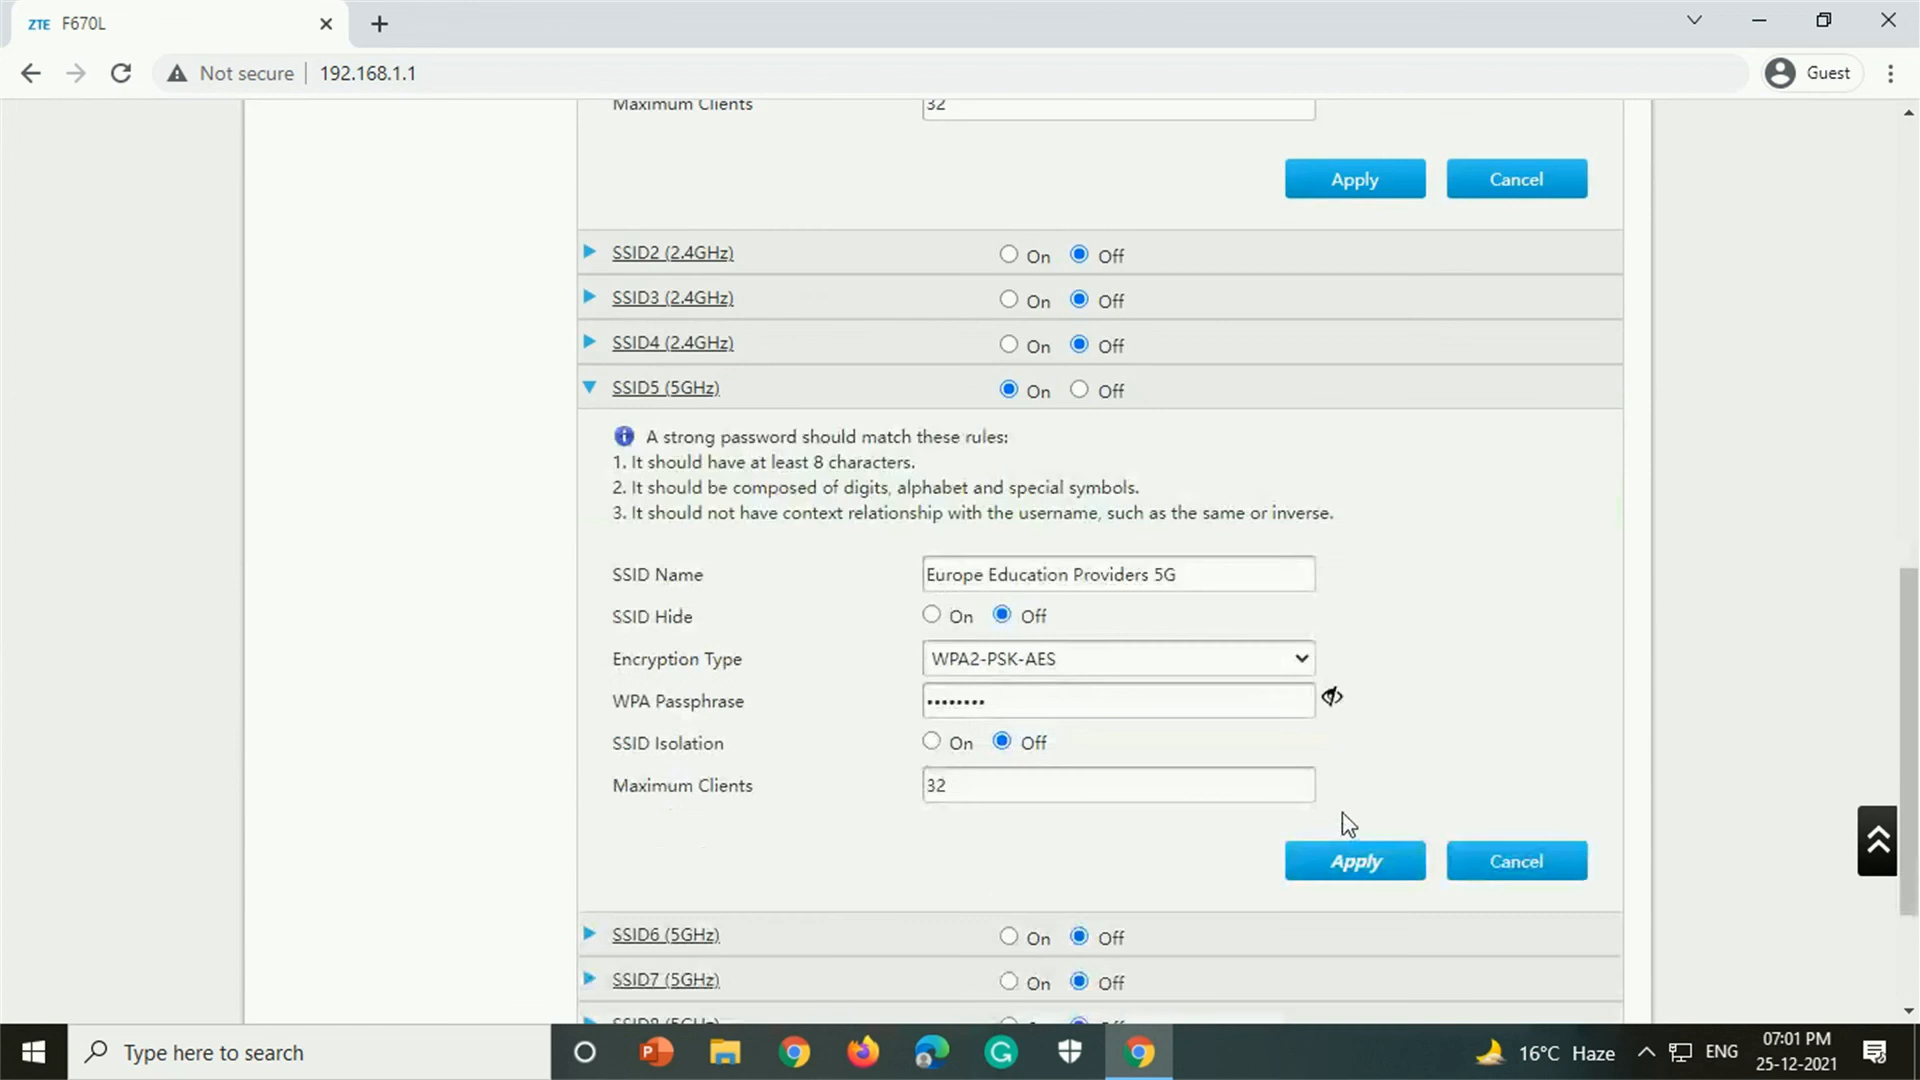 ZTE F670L
Not secure 192.168.1.1 Guest
Maximum Clients 32
Apply Cancel
SSID2 (2.4GHz) On Off
SSID3 (2.4GHz) On Off
SSID4 (2.4GHz) On Off
SSID5 (5GHz) On Off
A strong password should match these rules:
1. It should have at least 8 characters.
2. It should be composed of digits, alphabet and special symbols.
3. It should not have context relationship with the username, such as the same or inverse.
SSID Name Europe Education Providers 5G
SSID Hide On Off
Encryption Type WPA2-PSK-AES
WPA Passphrase ••••••••
SSID Isolation On Off
Maximum Clients 32
Apply Cancel
SSID6 (5GHz) On Off
SSID7 (5GHz) On Off
SSID8 (5GHz)
Type here to search
16°C Haze ENG 07:01 PM
25-12-2021